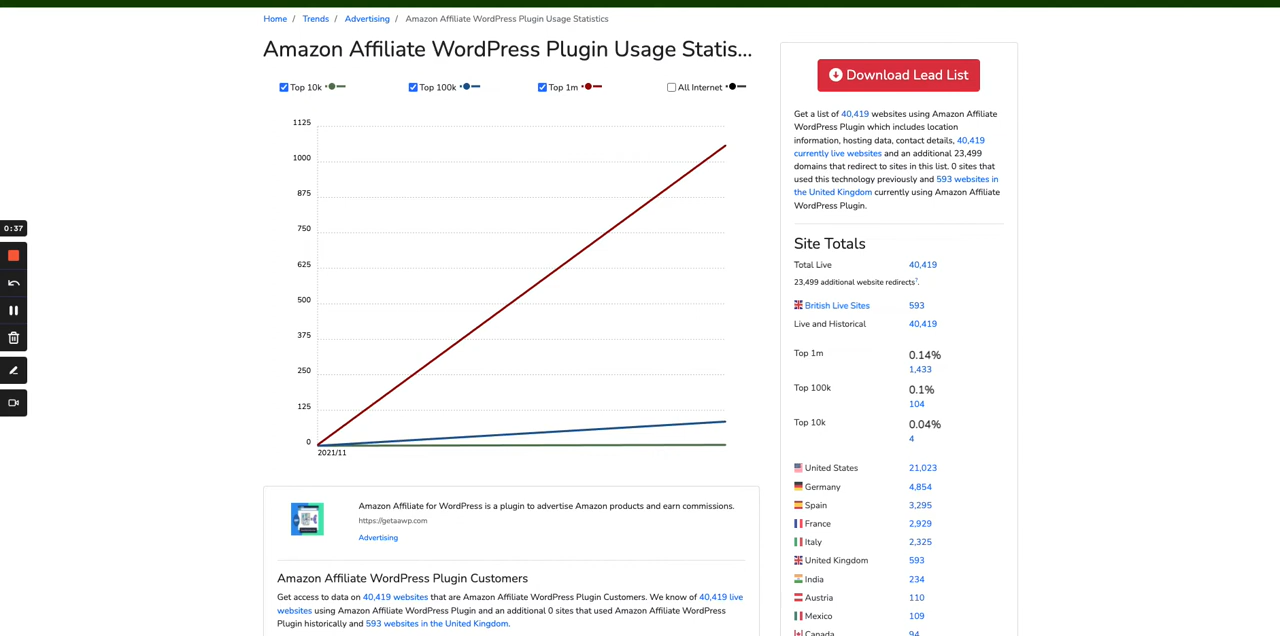 Home / Trends / Advertising / Amazon Affiliate WordPress Plugin Usage Statistics
Amazon Affiliate WordPress Plugin Usage Statis...
Top 10k
Top 100k
Top 1m
All Internet
1125
1000
875
750
625
500
375
250
125
0
2021/11
0:37
Amazon Affiliate for WordPress is a plugin to advertise Amazon products and earn commissions.
https://getaawp.com
Advertising
Amazon Affiliate WordPress Plugin Customers
Get access to data on 40,419 websites that are Amazon Affiliate WordPress Plugin Customers. We know of 40,419 live
websites using Amazon Affiliate WordPress Plugin and an additional 0 sites that used Amazon Affiliate WordPress
Plugin historically and 593 websites in the United Kingdom.
Download Lead List
Get a list of 40,419 websites using Amazon Affiliate
WordPress Plugin which includes location
information, hosting data, contact details, 40,419
currently live websites and an additional 23,499
domains that redirect to sites in this list. 0 sites that
used this technology previously and 593 websites in
the United Kingdom currently using Amazon Affiliate
WordPress Plugin.
Site Totals
Total Live 40,419
23,499 additional website redirects†.
British Live Sites 593
Live and Historical 40,419
Top 1m 0.14%
1,433
Top 100k 0.1%
104
Top 10k 0.04%
4
United States 21,023
Germany 4,854
Spain 3,295
France 2,929
Italy 2,325
United Kingdom 593
India 234
Austria 110
Mexico 109
Canada 94